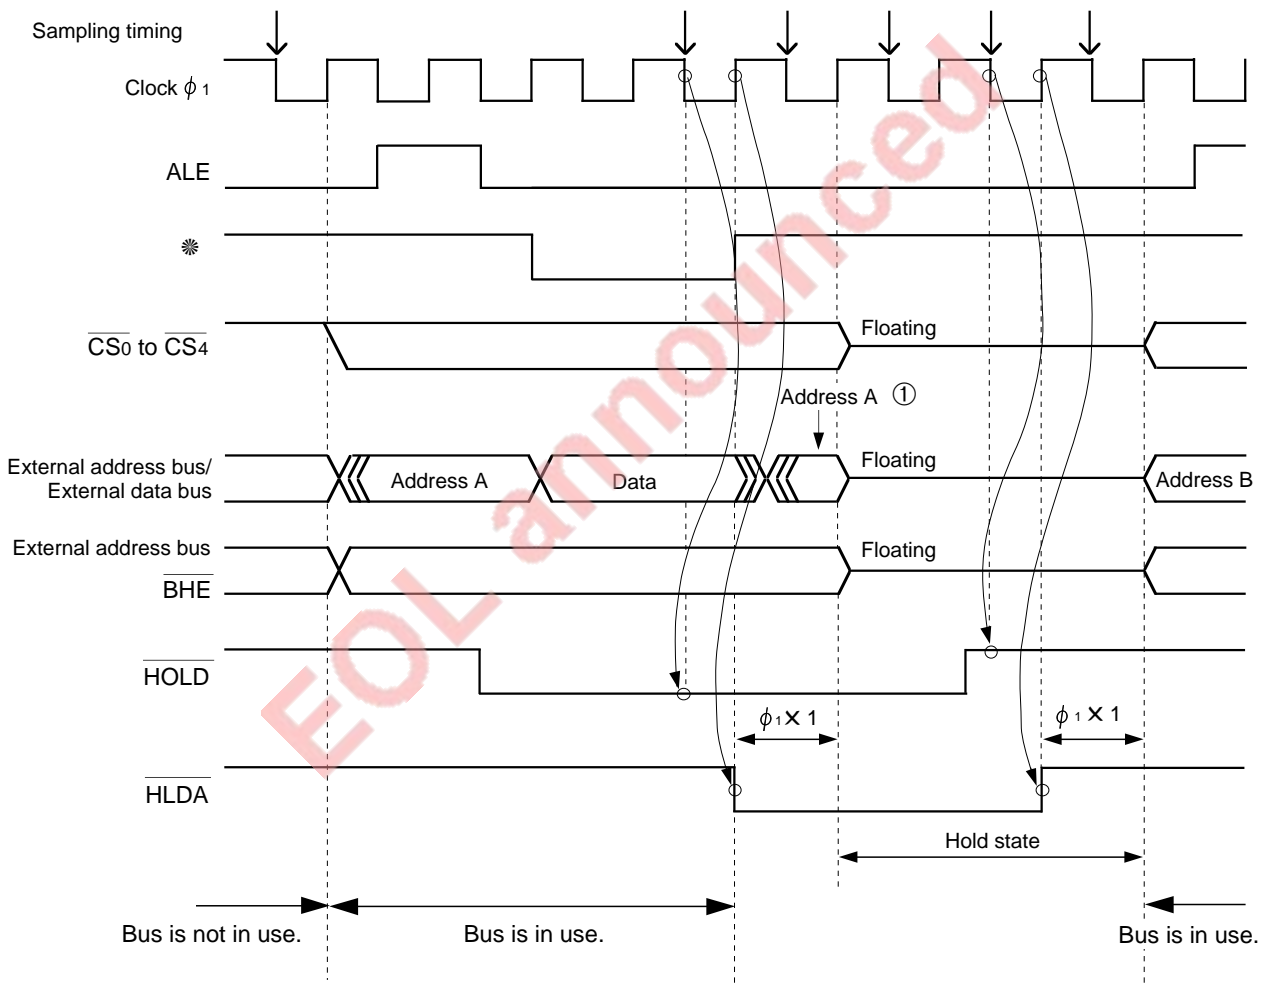 Sampling timing
Clock ϕ 1
ALE
❋
CS0 to CS4
Floating
Address A ①
External address bus/
External data bus
Address A
Data
Floating
Address B
External address bus
BHE
Floating
HOLD
ϕ 1 X 1
ϕ 1 X 1
HLDA
Hold state
Bus is not in use.
Bus is in use.
Bus is in use.
EOL announced